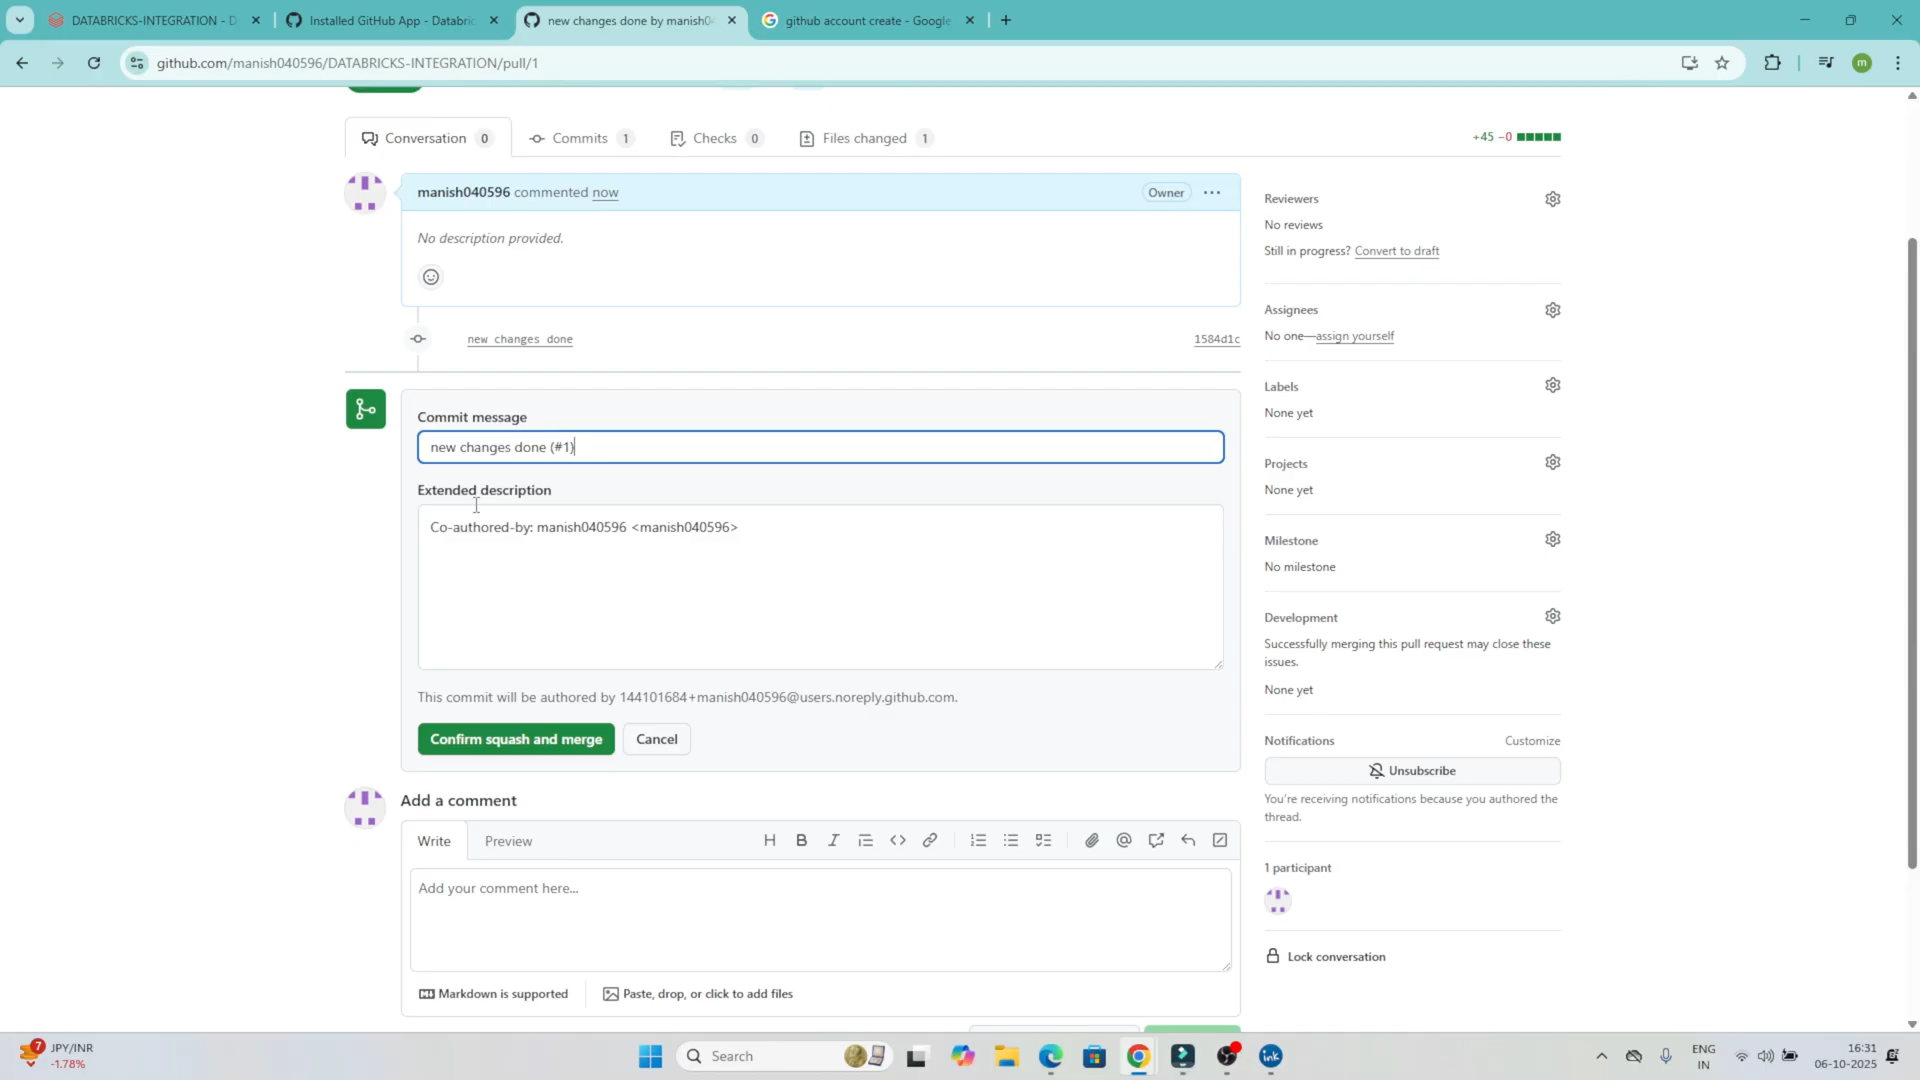 DATABRICKS-INTEGRATION - D
Installed GitHub App - Databric
new changes done by manish0
github account create - Google
github.com/manish040596/DATABRICKS-INTEGRATION/pull/1
m
Conversation 0
Commits 1
Checks 0
Files changed 1
+45 −0
manish040596 commented now
Owner
No description provided.
new changes done
1584d1c
Commit message
new changes done (#1)
Extended description
Co-authored-by: manish040596 <manish040596>
This commit will be authored by 144101684+manish040596@users.noreply.github.com.
Confirm squash and merge
Cancel
Add a comment
Write
Preview
Add your comment here...
Markdown is supported
Paste, drop, or click to add files
Reviewers
No reviews
Still in progress? Convert to draft
Assignees
No one—assign yourself
Labels
None yet
Projects
None yet
Milestone
No milestone
Development
Successfully merging this pull request may close these
issues.
None yet
Notifications
Customize
Unsubscribe
You're receiving notifications because you authored the
thread.
1 participant
Lock conversation
7
JPY/INR
-1.78%
Search
ink
ENG
IN
16:31
06-10-2025